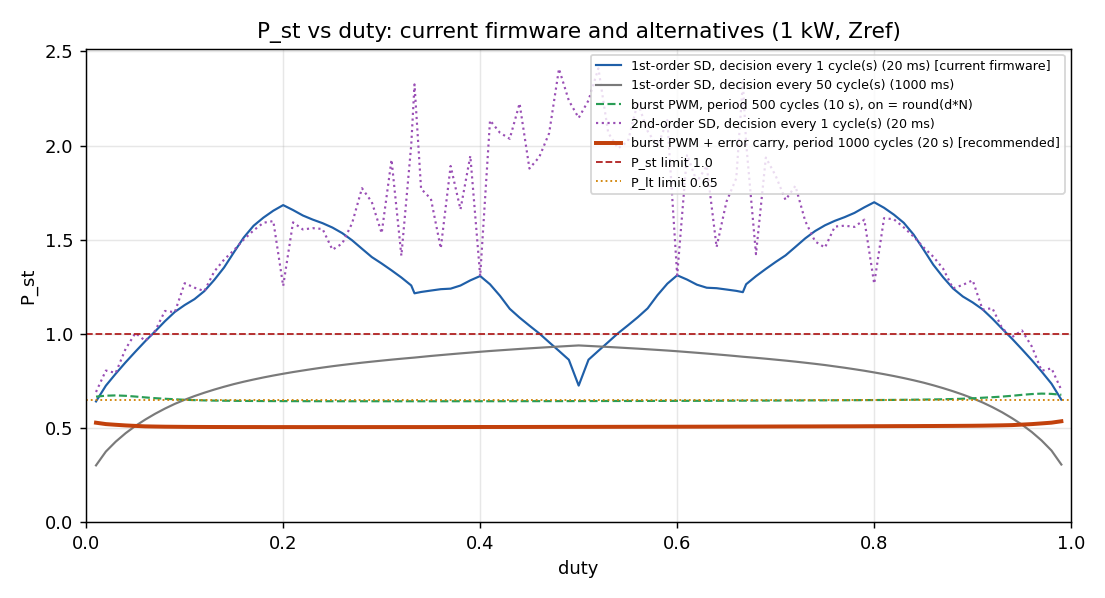 P_st vs duty: current firmware and alternatives (1 kW, Zref)
P_st
2.5
2.0
1.5
1.0
0.5
0.0
1st-order SD, decision every 1 cycle(s) (20 ms) [current firmware]
1st-order SD, decision every 50 cycle(s) (1000 ms)
burst PWM, period 500 cycles (10 s), on = round(d*N)
2nd-order SD, decision every 1 cycle(s) (20 ms)
burst PWM + error carry, period 1000 cycles (20 s) [recommended]
P_st limit 1.0
P_lt limit 0.65
0.0 0.2 0.4 0.6 0.8 1.0
duty